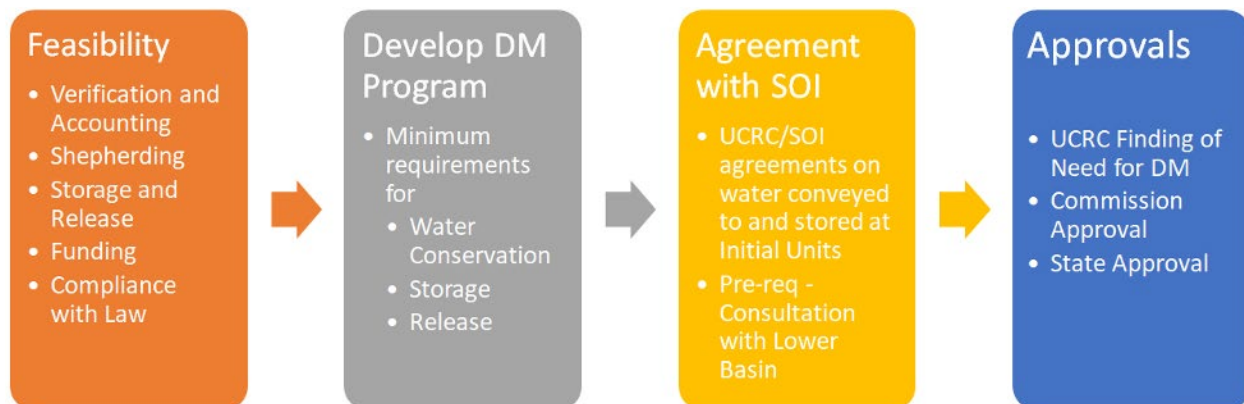 Feasibility
• Verification and
Accounting
• Shepherding
• Storage and
Release
• Funding
• Compliance
with Law
Develop DM
Program
• Minimum
requirements
for
• Water
Conservation
• Storage
• Release
Agreement
with SOI
• UCRC/SOI
agreements on
water conveyed
to and stored at
Initial Units
• Pre-req -
Consultation
with Lower
Basin
Approvals
• UCRC Finding of
Need for DM
• Commission
Approval
• State Approval